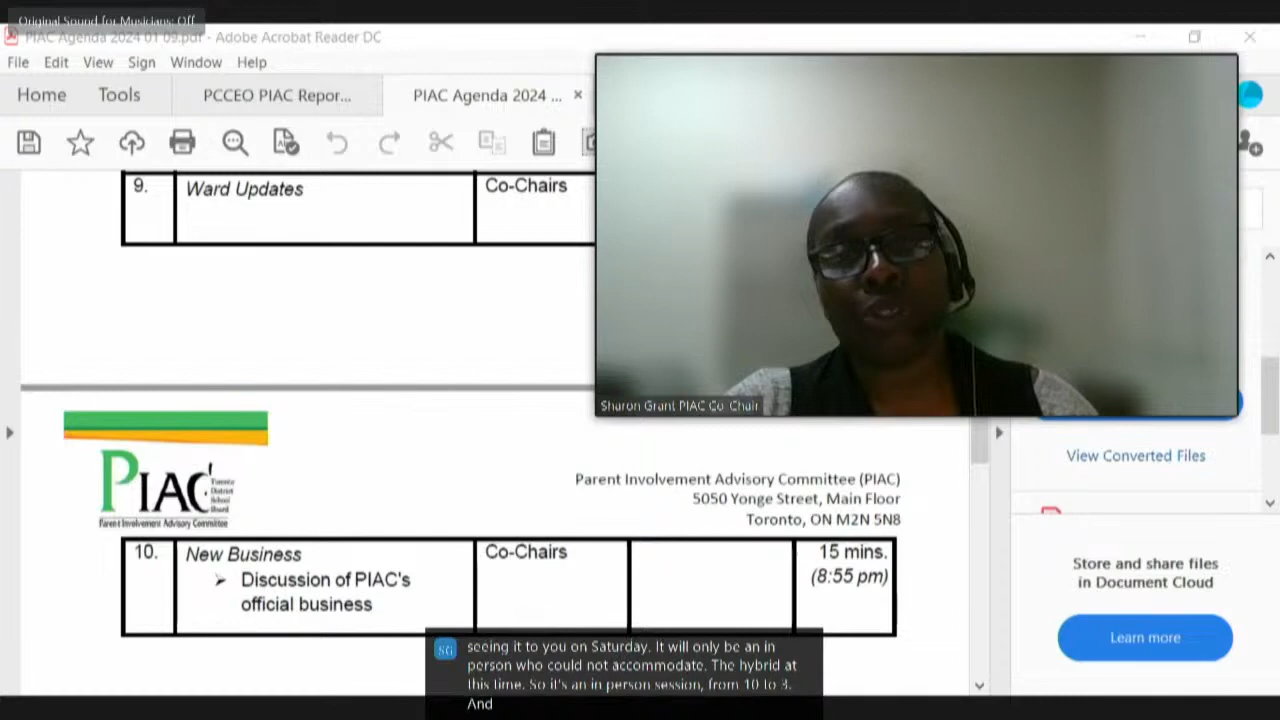 Original Sound for Musicians: Off
PIAC Agenda 2024 01 09.pdf - Adobe Acrobat Reader DC
File Edit View Sign Window Help
Home Tools PCCEO PIAC Repor... PIAC Agenda 2024 ... ×
9. Ward Updates Co-Chairs
Sharon Grant PIAC Co-Chair
View Converted Files
PIAC
Toronto
District
School
Board
Parent Involvement Advisory Committee
Parent Involvement Advisory Committee (PIAC)
5050 Yonge Street, Main Floor
Toronto, ON M2N 5N8
10. New Business Co-Chairs 15 mins.
➢ Discussion of PIAC's (8:55 pm)
official business
Store and share files
in Document Cloud
Learn more
SG seeing it to you on Saturday. It will only be an in
person who could not accommodate. The hybrid at
this time. So it's an in person session, from 10 to 3.
And